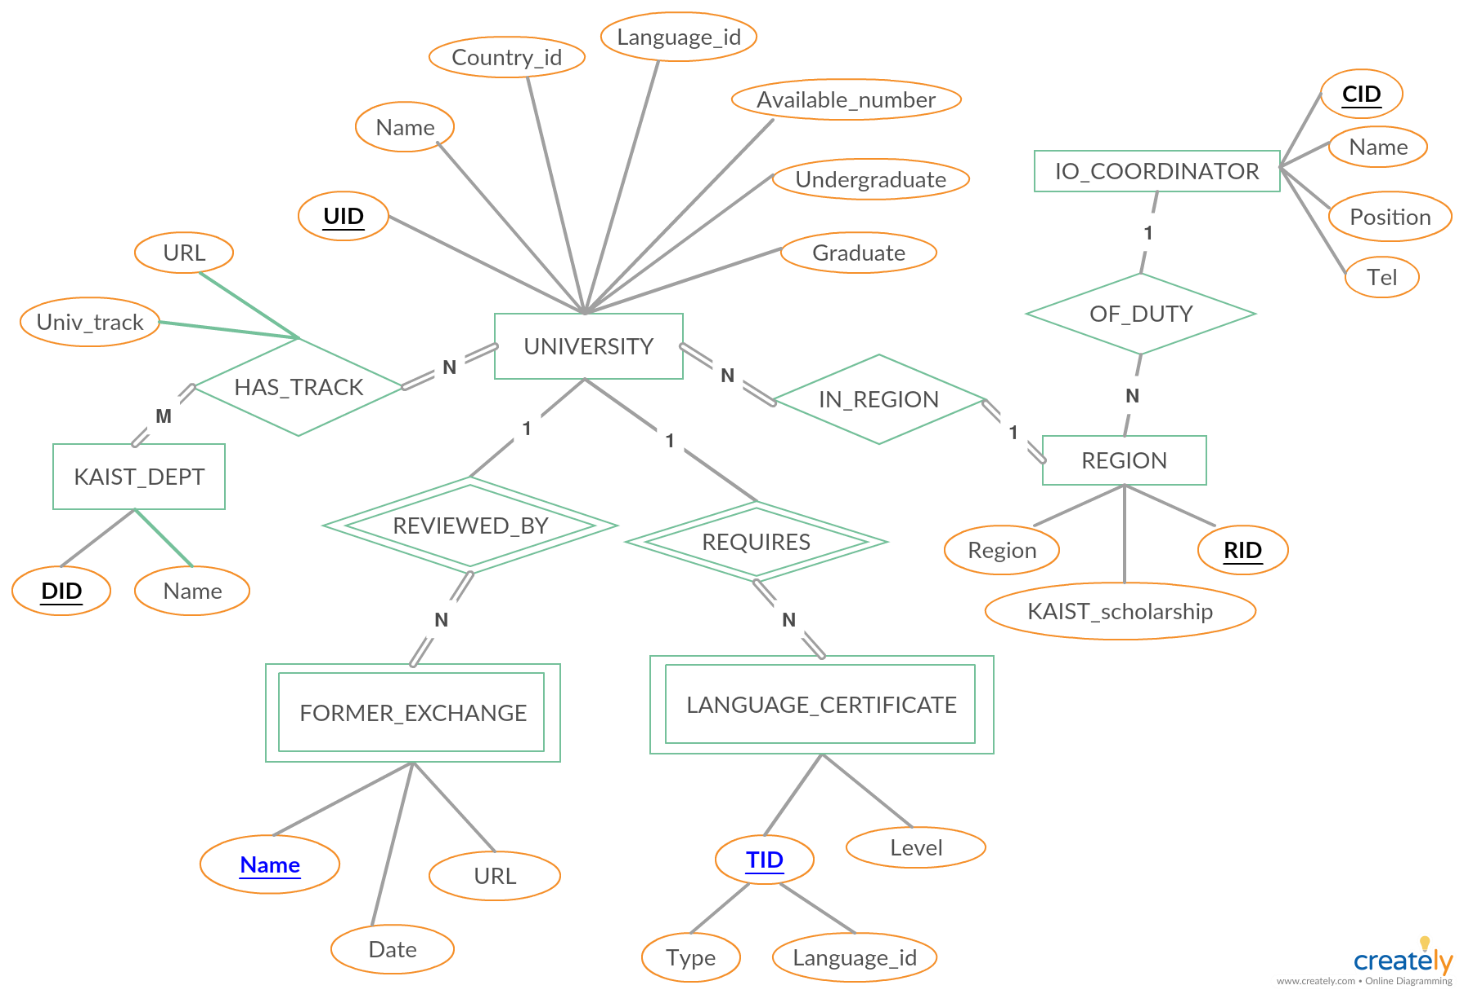 Language_id
Country_id
Available_number
CID
Name
Name
IO_COORDINATOR
Undergraduate
UID
Position
1
URL
Graduate
Tel
Univ_track
OF_DUTY
UNIVERSITY
N
N
HAS_TRACK
N
IN_REGION
M
1
1
1
REGION
KAIST_DEPT
REVIEWED_BY
REQUIRES
Region
RID
DID
Name
KAIST_scholarship
N
N
LANGUAGE_CERTIFICATE
FORMER_EXCHANGE
Level
TID
Name
URL
Date
Type
Language_id
creately
www.creately.com • Online Diagramming